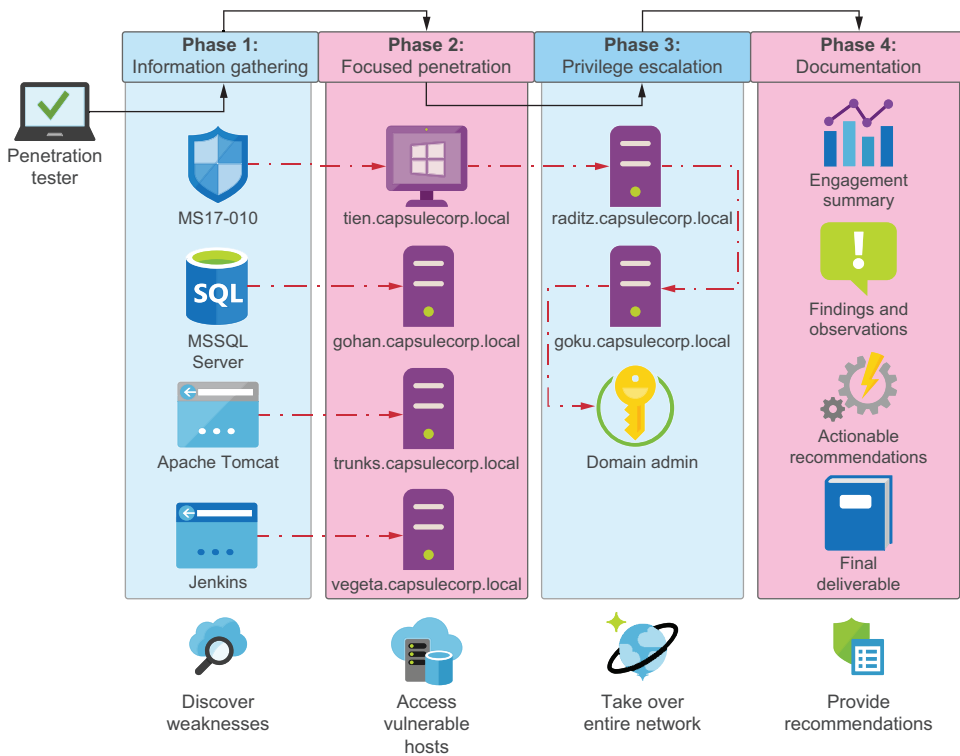 Phase 1:
Information gathering
Phase 2:
Focused penetration
Phase 3:
Privilege escalation
Phase 4:
Documentation
Penetration
tester
MS17-010
tien.capsulecorp.local
raditz.capsulecorp.local
Engagement
summary
SQL
MSSQL
Server
gohan.capsulecorp.local
goku.capsulecorp.local
!
Findings and
observations
Apache Tomcat
trunks.capsulecorp.local
Domain admin
Actionable
recommendations
Jenkins
vegeta.capsulecorp.local
Final
deliverable
Discover
weaknesses
Access
vulnerable
hosts
Take over
entire network
Provide
recommendations